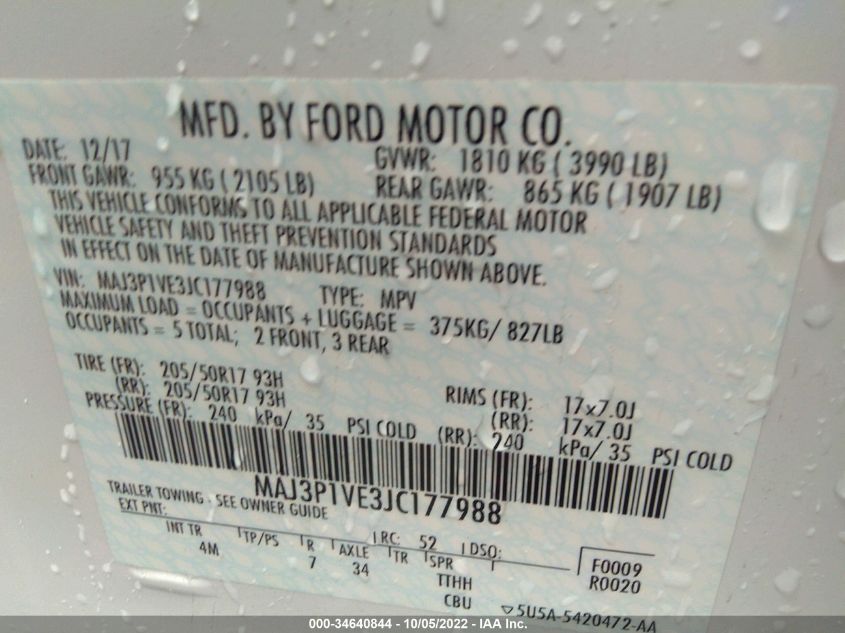 MFD. BY FORD MOTOR CO.
DATE: 12/17 GVWR: 1810 KG ( 3990 LB)
FRONT GAWR: 955 KG ( 2105 LB) REAR GAWR: 865 KG ( 1907 LB)
THIS VEHICLE CONFORMS TO ALL APPLICABLE FEDERAL MOTOR
VEHICLE SAFETY AND THEFT PREVENTION STANDARDS
IN EFFECT ON THE DATE OF MANUFACTURE SHOWN ABOVE.
VIN: MAJ3P1VE3JC177988 TYPE: MPV
MAXIMUM LOAD = OCCUPANTS + LUGGAGE = 375KG/ 827LB
OCCUPANTS = 5 TOTAL; 2 FRONT, 3 REAR
TIRE (FR): 205/50R17 93H RIMS (FR): 17x7.0J
(RR): 205/50R17 93H (RR): 17x7.0J
PRESSURE (FR): 240 kPa/ 35 PSI COLD (RR): 240 kPa/ 35 PSI COLD
MAJ3P1VE3JC177988
TRAILER TOWING - SEE OWNER GUIDE
EXT PNT: RC: 52 DSO:
INT TR TP/PS R AXLE TR SPR F0009
4M 7 34 TTHH R0020
CBU 5U5A-5420472-AA
000-34640844 - 10/05/2022 - IAA Inc.